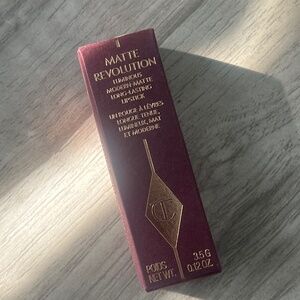 MATTE
REVOLUTION
LUMINOUS
MODERN-MATTE
LONG-LASTING
LIPSTICK
UN ROUGE À LÈVRES
LONGUE TENUE,
LUMINEUX, MAT
ET MODERNE
CT
POIDS
NET WT.
3.5 G
0.12 OZ